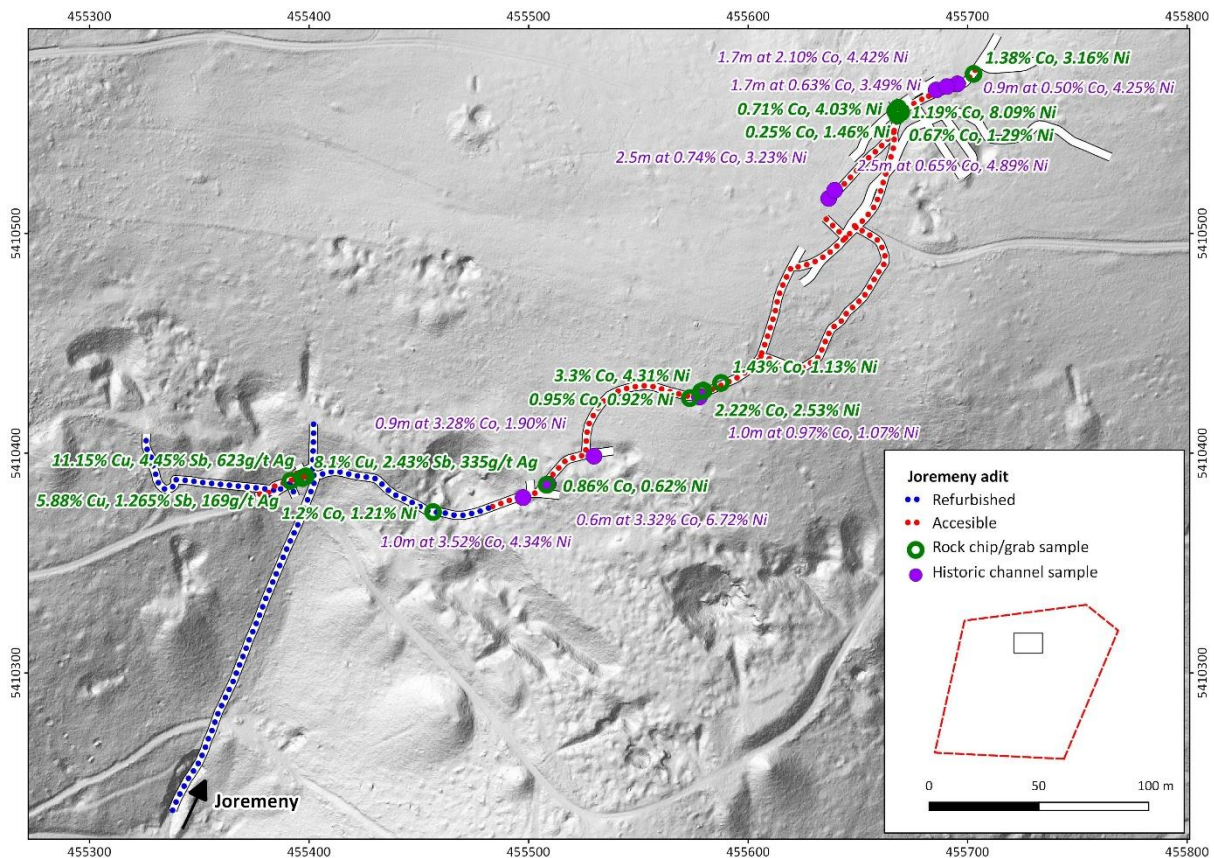 455300 455400 455500 455600 455700 455800
1.7m at 2.10% Co, 4.42% Ni
1.38% Co, 3.16% Ni
1.7m at 0.63% Co, 3.49% Ni
0.9m at 0.50% Co, 4.25% Ni
0.71% Co, 4.03% Ni
1.19% Co, 8.09% Ni
0.25% Co, 1.46% Ni
0.67% Co, 1.29% Ni
2.5m at 0.74% Co, 3.23% Ni
2.5m at 0.65% Co, 4.89% Ni
5410500
5410500
1.43% Co, 1.13% Ni
3.3% Co, 4.31% Ni
0.95% Co, 0.92% Ni
2.22% Co, 2.53% Ni
0.9m at 3.28% Co, 1.90% Ni
1.0m at 0.97% Co, 1.07% Ni
5410400
5410400
11.15% Cu, 4.45% Sb, 623g/t Ag
8.1% Cu, 2.43% Sb, 335g/t Ag
5.88% Cu, 1.265% Sb, 169g/t Ag
0.86% Co, 0.62% Ni
1.2% Co, 1.21% Ni
0.6m at 3.32% Co, 6.72% Ni
1.0m at 3.52% Co, 4.34% Ni
5410300
5410300
Joremeny
Joremeny adit
Refurbished
Accesible
Rock chip/grab sample
Historic channel sample
0 50 100 m
455300 455400 455500 455600 455700 455800